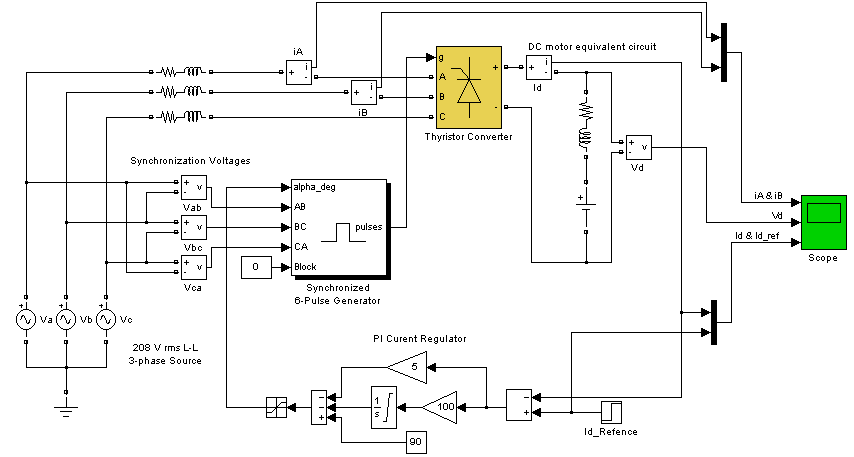 iA
i
+
DC motor equivalent circuit
g
A
B
C
+
-
Thyristor Converter
+
i
Id
+
i
iB
+
-
v
Vd
+
Synchronization Voltages
+
-
v
Vab
+
-
v
Vbc
+
-
v
Vca
alpha_deg
AB
BC
CA
Block
pulses
0
Synchronized
6-Pulse Generator
iA & iB
Vd
Id & Id_ref
Scope
+
Va
+
Vb
+
Vc
208 V rms L-L
3-phase Source
PI Curent Regulator
5
100
1
s
90
-
-
+
-
+
Id_Refence